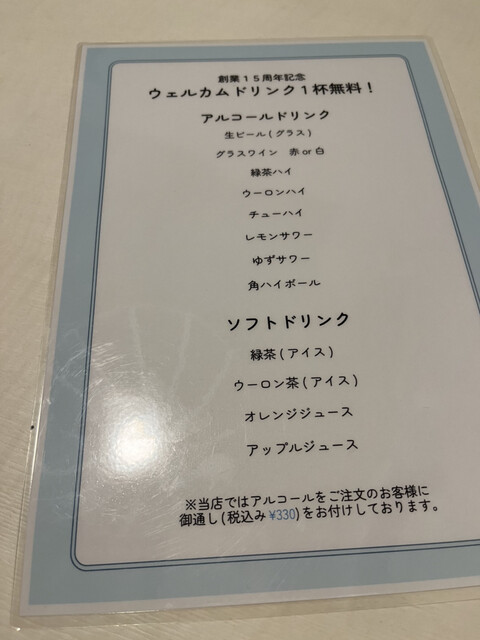 創業15周年記念
ウェルカムドリンク1杯無料！
アルコールドリンク
生ビール(グラス)
グラスワイン　赤or白
緑茶ハイ
ウーロンハイ
チューハイ
レモンサワー
ゆずサワー
角ハイボール
ソフトドリンク
緑茶(アイス)
ウーロン茶(アイス)
オレンジジュース
アップルジュース
※当店ではアルコールをご注文のお客様に
御通し(税込み¥330)をお付けしております。